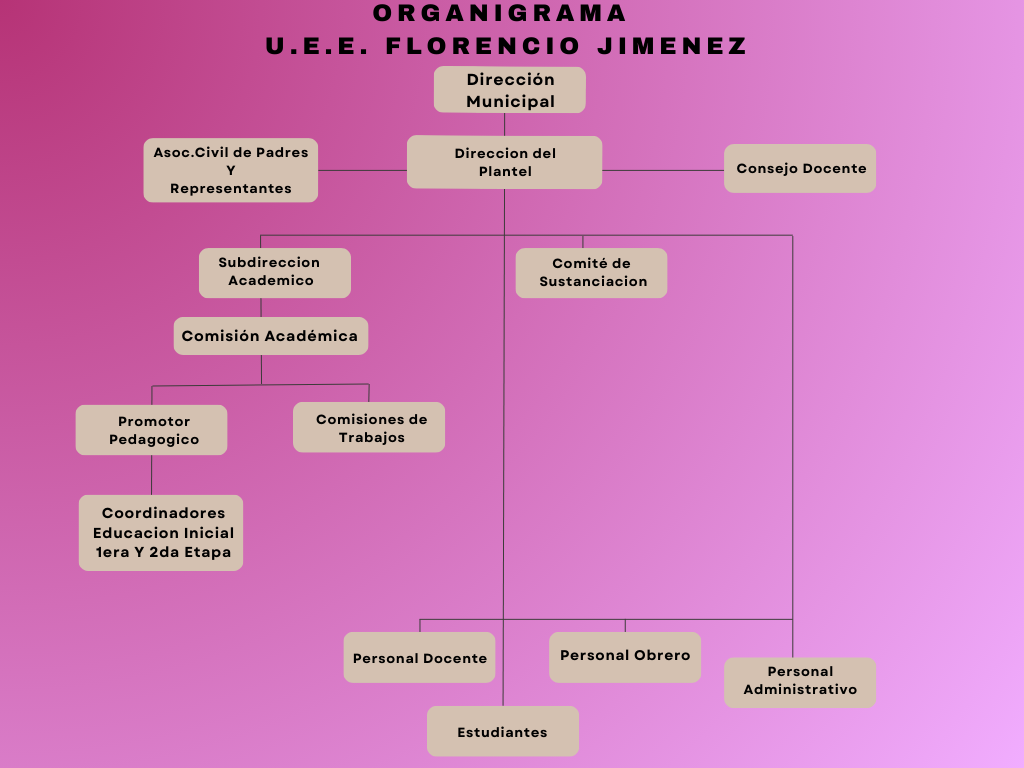 ORGANIGRAMA
U.E.E. FLORENCIO JIMENEZ
Dirección
Municipal
Asoc.Civil de Padres
Y
Representantes
Direccion del
Plantel
Consejo Docente
Subdireccion
Academico
Comité de
Sustanciacion
Comisión Académica
Promotor
Pedagogico
Comisiones de
Trabajos
Coordinadores
Educacion Inicial
1era Y 2da Etapa
Personal Docente
Personal Obrero
Personal
Administrativo
Estudiantes